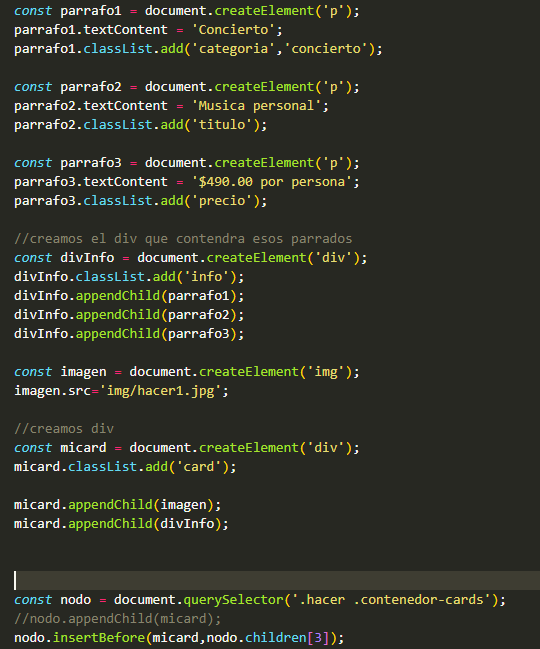 const parrafo1 = document.createElement('p');
parrafo1.textContent = 'Concierto';
parrafo1.classList.add('categoria','concierto');
const parrafo2 = document.createElement('p');
parrafo2.textContent = 'Musica personal';
parrafo2.classList.add('titulo');
const parrafo3 = document.createElement('p');
parrafo3.textContent = '$490.00 por persona';
parrafo3.classList.add('precio');
//creamos el div que contendra esos parrados
const divInfo = document.createElement('div');
divInfo.classList.add('info');
divInfo.appendChild(parrafo1);
divInfo.appendChild(parrafo2);
divInfo.appendChild(parrafo3);
const imagen = document.createElement('img');
imagen.src='img/hacer1.jpg';
//creamos div
const micard = document.createElement('div');
micard.classList.add('card');
micard.appendChild(imagen);
micard.appendChild(divInfo);
const nodo = document.querySelector('.hacer .contenedor-cards');
//nodo.appendChild(micard);
nodo.insertBefore(micard,nodo.children[3]);